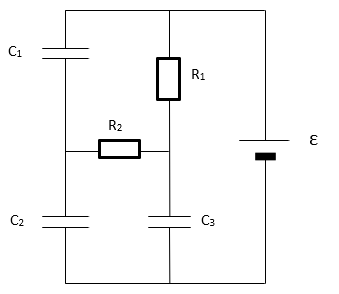 C₁
R₁
R₂
ε
C₂
C₃